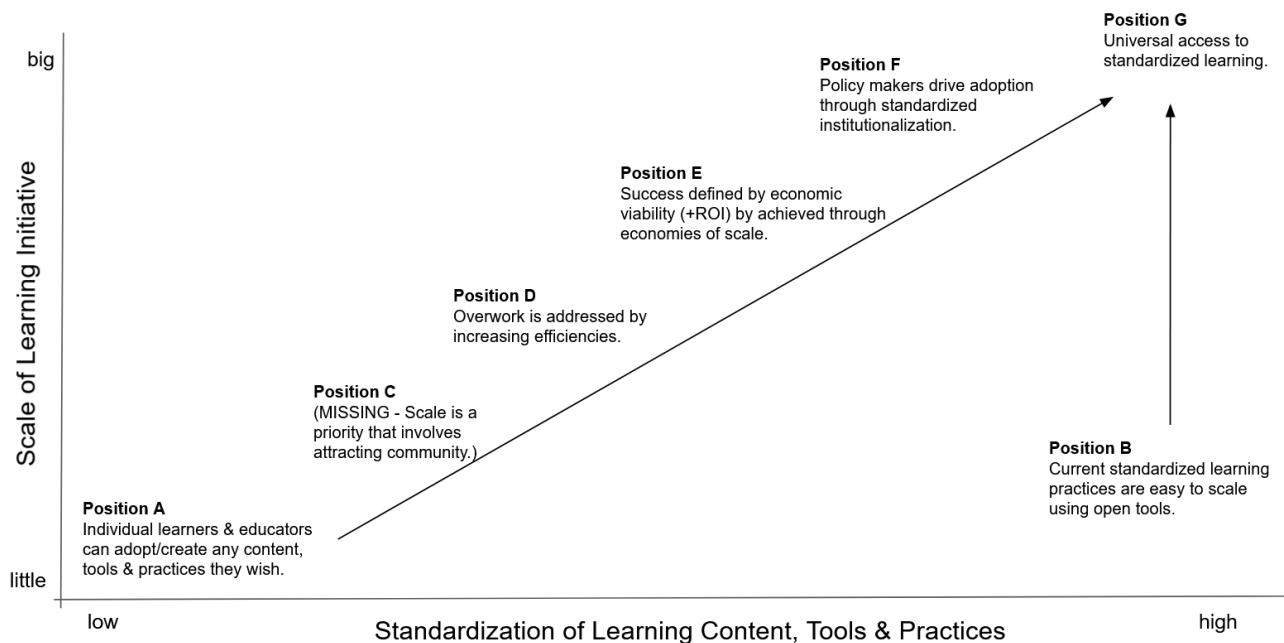 Position G
Universal access to
standardized learning.
big
Position F
Policy makers drive adoption
through standardized
institutionalization.
Position E
Success defined by economic
viability (+ROI) by achieved through
economies of scale.
Scale of Learning Initiative
Position D
Overwork is addressed by
increasing efficiencies.
Position C
(MISSING - Scale is a
priority that involves
attracting community.)
Position B
Current standardized learning
practices are easy to scale
using open tools.
Position A
Individual learners & educators
can adopt/create any content,
tools & practices they wish.
little
low
Standardization of Learning Content, Tools & Practices
high